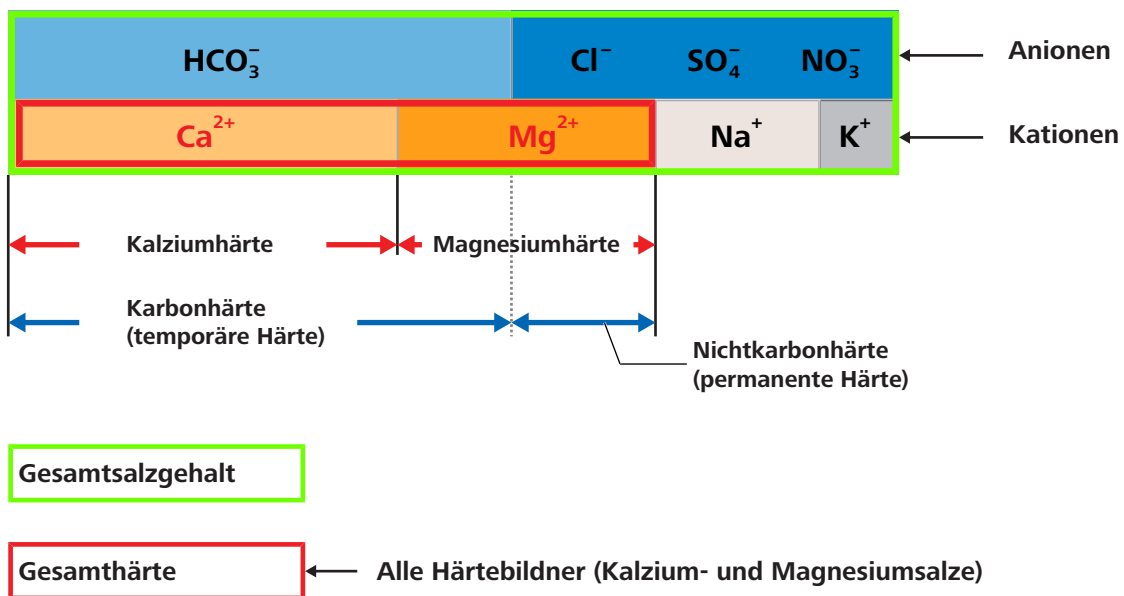 HCO₃⁻ Cl⁻ SO₄⁻ NO₃⁻ Anionen
Ca²⁺ Mg²⁺ Na⁺ K⁺ Kationen
Kalziumhärte Magnesiumhärte
Karbonhärte
(temporäre Härte)
Nichtkarbonhärte
(permanente Härte)
Gesamtsalzgehalt
Gesamthärte Alle Härtebildner (Kalzium- und Magnesiumsalze)